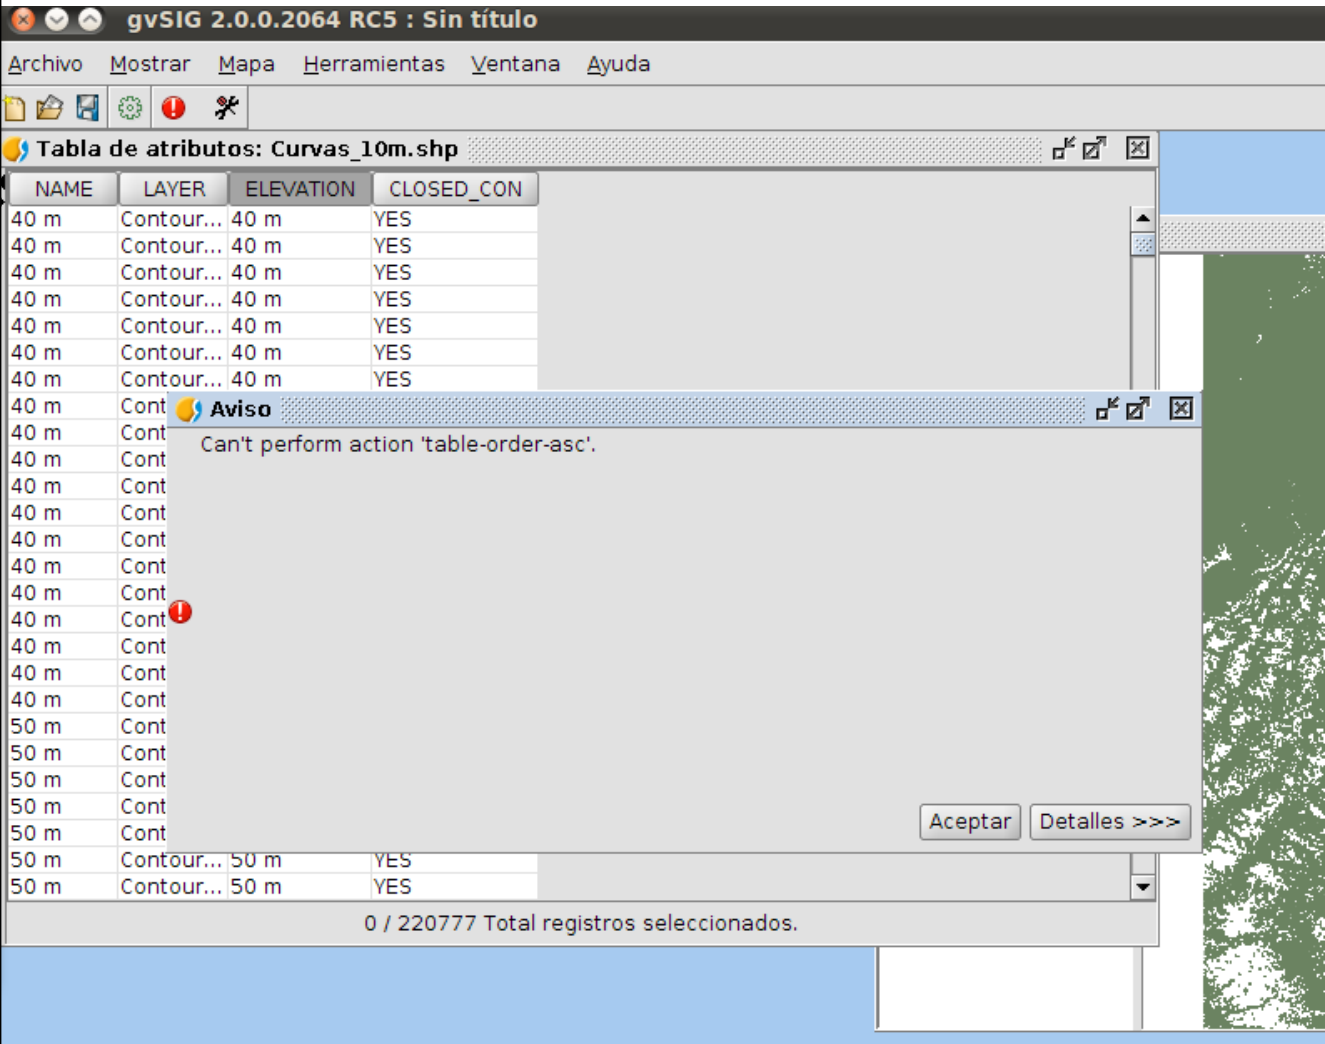 gvSIG 2.0.0.2064 RC5 : Sin título
Archivo Mostrar Mapa Herramientas Ventana Ayuda
Tabla de atributos: Curvas_10m.shp
NAME LAYER ELEVATION CLOSED_CON
40 m Contour... 40 m YES
40 m Contour... 40 m YES
40 m Contour... 40 m YES
40 m Contour... 40 m YES
40 m Contour... 40 m YES
40 m Contour... 40 m YES
40 m Contour... 40 m YES
40 m Cont
40 m Cont
40 m Cont
40 m Cont
40 m Cont
40 m Cont
40 m Cont
40 m Cont
40 m Cont
40 m Cont
40 m Cont
40 m Cont
50 m Cont
50 m Cont
50 m Cont
50 m Cont
50 m Cont
50 m Contour... 50 m YES
50 m Contour... 50 m YES
Aviso
Can't perform action 'table-order-asc'.
Aceptar Detalles >>>
0 / 220777 Total registros seleccionados.